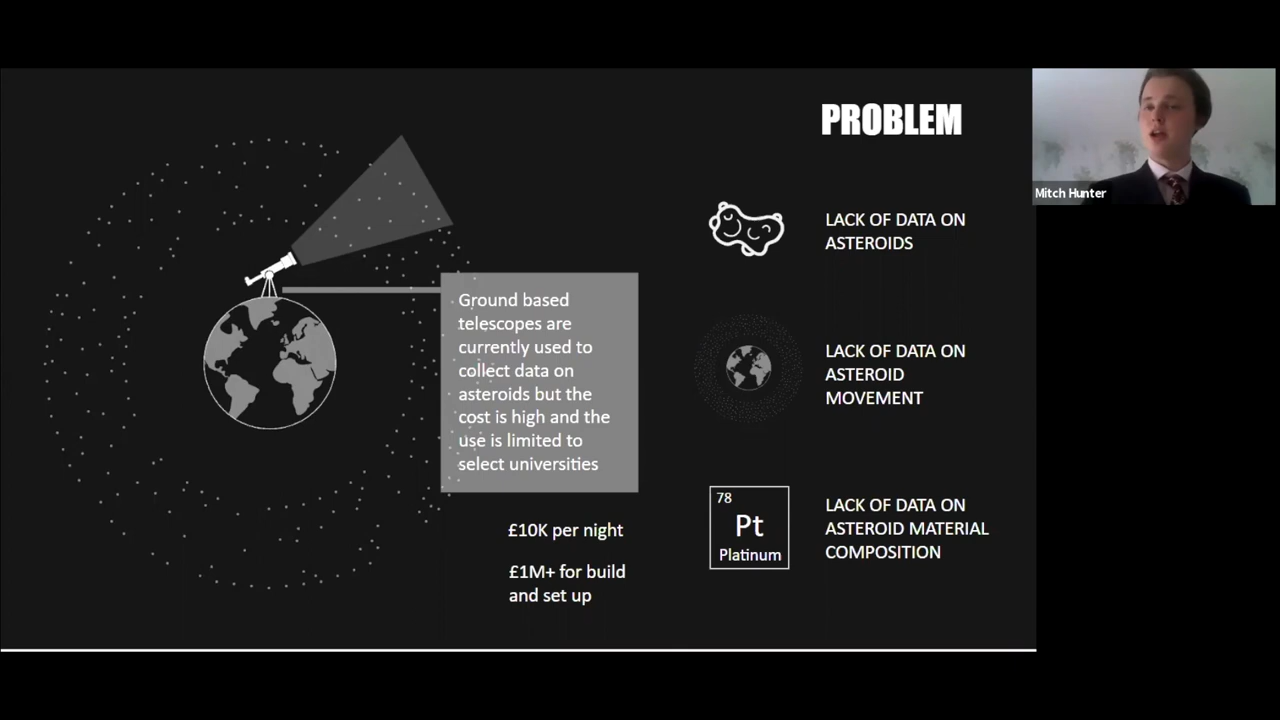 PROBLEM
Mitch Hunter
LACK OF DATA ON
ASTEROIDS
Ground based
telescopes are
currently used to
collect data on
asteroids but the
cost is high and the
use is limited to
select universities
LACK OF DATA ON
ASTEROID
MOVEMENT
£10K per night
£1M+ for build
and set up
78
Pt
Platinum
LACK OF DATA ON
ASTEROID MATERIAL
COMPOSITION